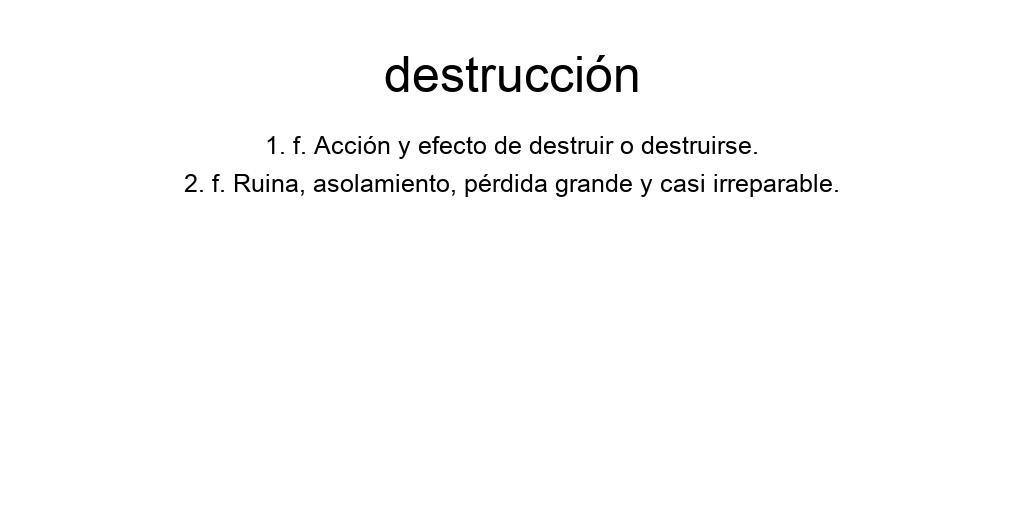 destrucción
1. f. Acción y efecto de destruir o destruirse.
2. f. Ruina, asolamiento, pérdida grande y casi irreparable.